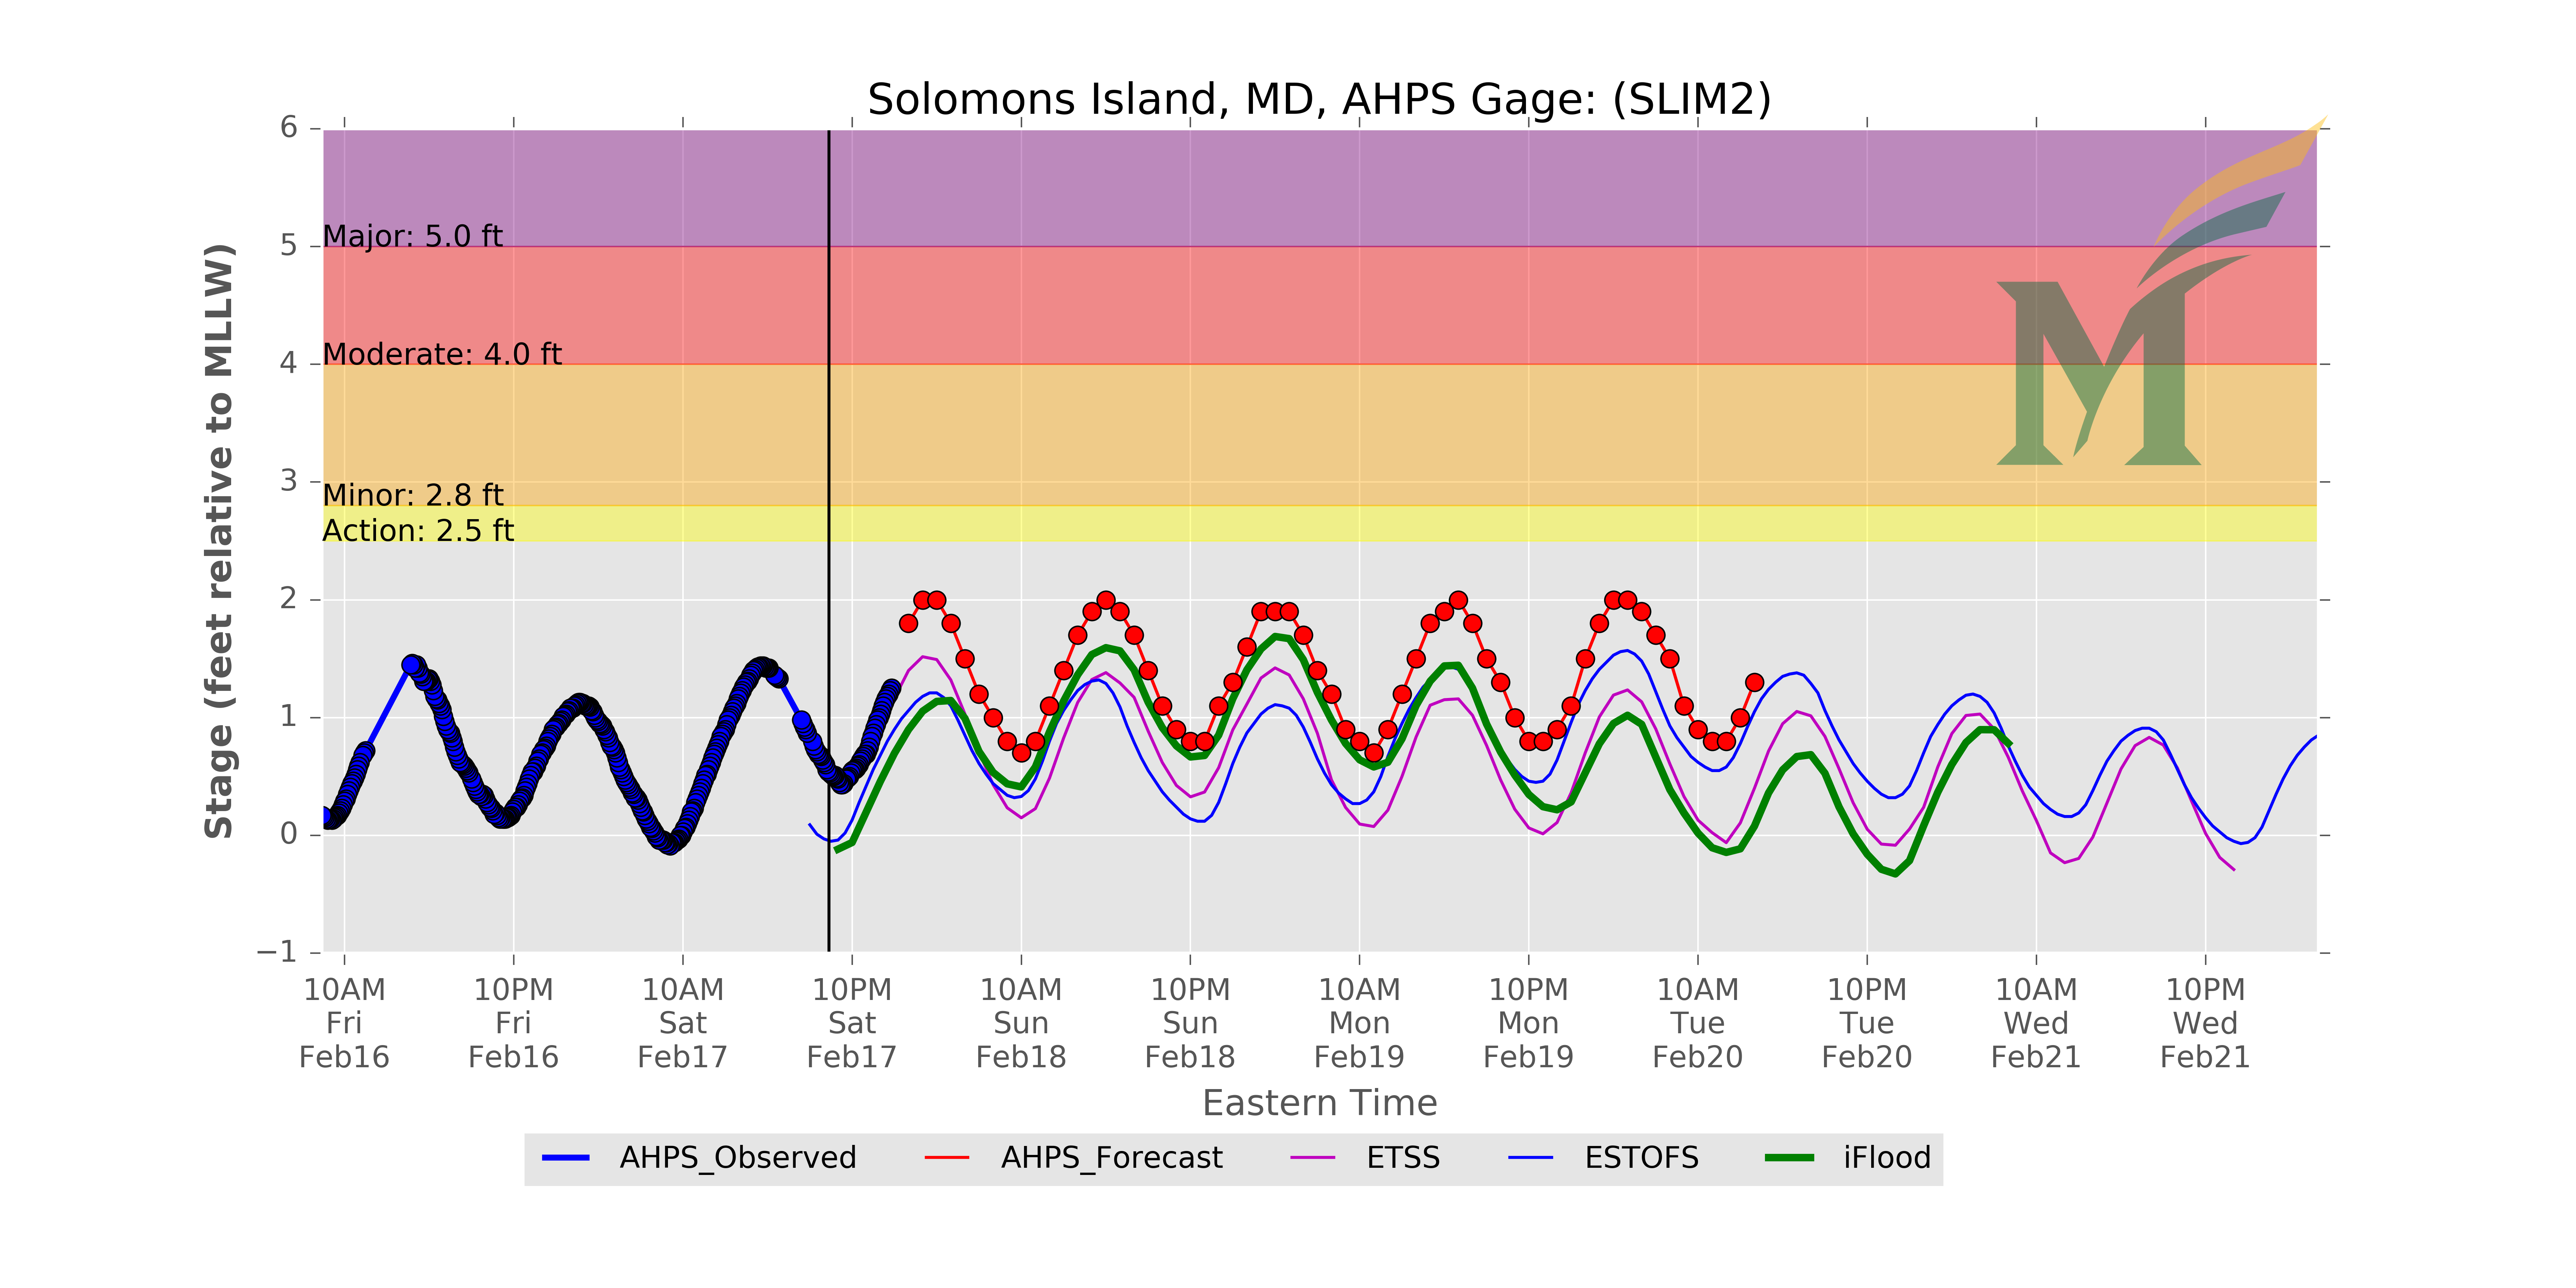 Solomons Island, MD, AHPS Gage: (SLIM2)
Stage (feet relative to MLLW)
6
5
4
3
2
1
0
−1
Major: 5.0 ft
Moderate: 4.0 ft
Minor: 2.8 ft
Action: 2.5 ft
10AM 10PM 10AM 10PM 10AM 10PM 10AM 10PM 10AM 10PM 10AM 10PM
Fri Fri Sat Sat Sun Sun Mon Mon Tue Tue Wed Wed
Feb16 Feb16 Feb17 Feb17 Feb18 Feb18 Feb19 Feb19 Feb20 Feb20 Feb21 Feb21
Eastern Time
AHPS_Observed AHPS_Forecast ETSS ESTOFS iFlood